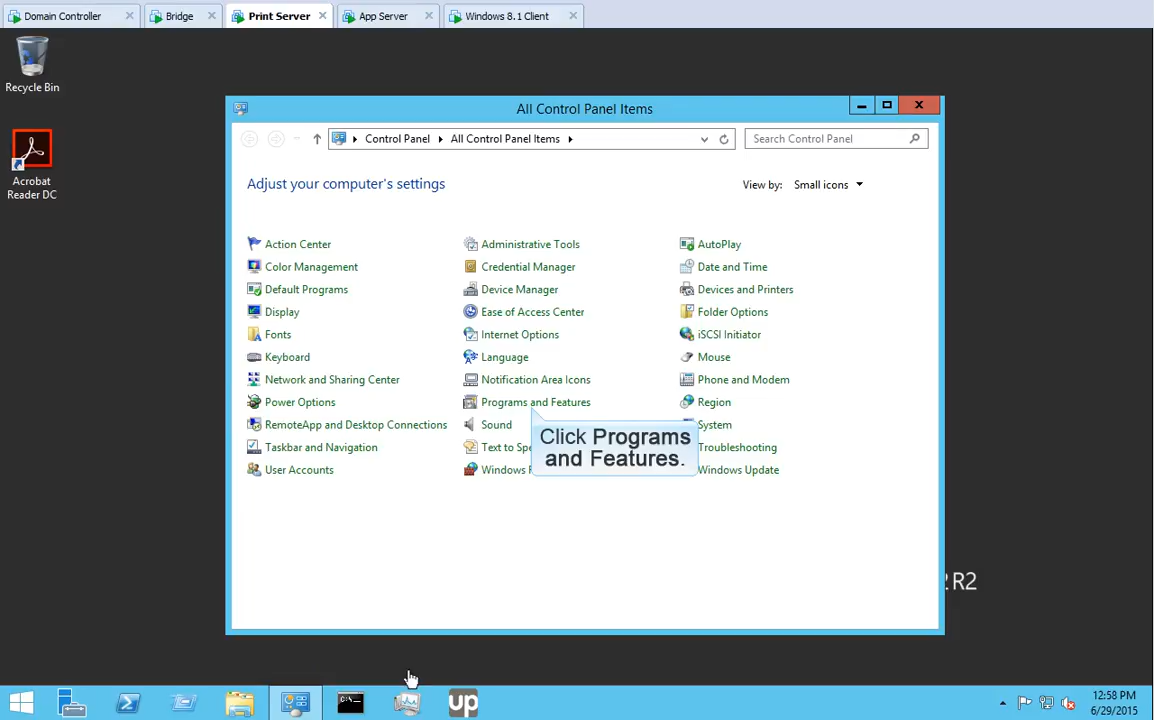 Domain Controller
Bridge
Print Server
App Server
Windows 8.1 Client
Recycle Bin
Acrobat
Reader DC
All Control Panel Items
Control Panel
All Control Panel Items
Search Control Panel
Adjust your computer's settings
View by:
Small icons
Action Center
Administrative Tools
AutoPlay
Color Management
Credential Manager
Date and Time
Default Programs
Device Manager
Devices and Printers
Display
Ease of Access Center
Folder Options
Fonts
Internet Options
iSCSI Initiator
Keyboard
Language
Mouse
Network and Sharing Center
Notification Area Icons
Phone and Modem
Power Options
Programs and Features
Region
RemoteApp and Desktop Connections
Sound
System
Taskbar and Navigation
Text to
Troubleshooting
User Accounts
Windows
Windows Update
Click Programs
and Features.
R2
C:\
up
12:58 PM
6/29/2015